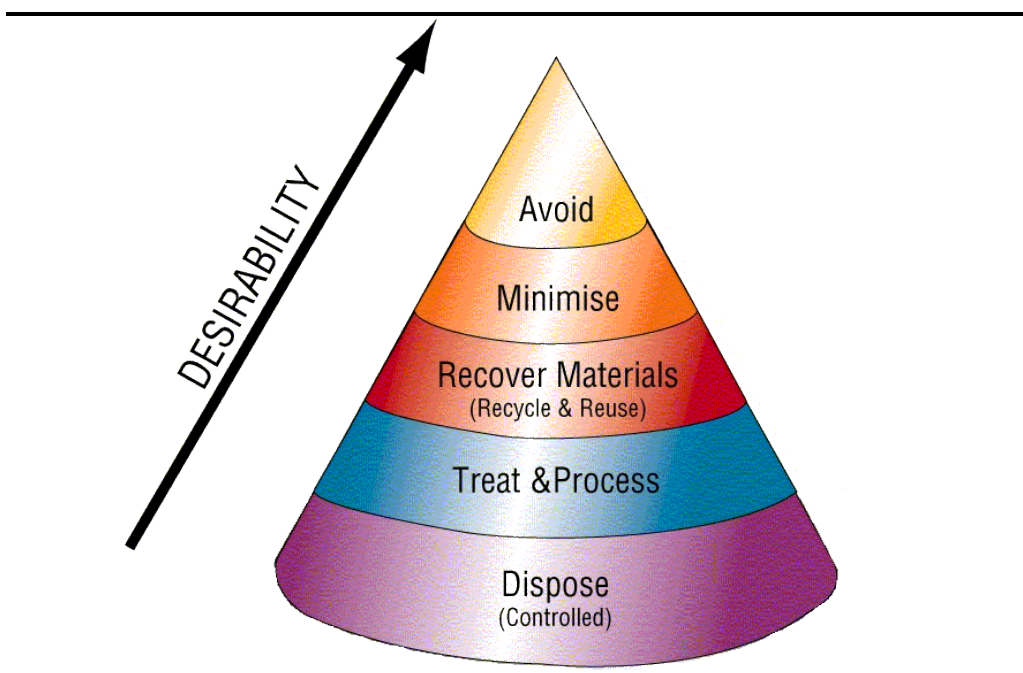 DESIRABILITY
Avoid
Minimise
Recover Materials
(Recycle & Reuse)
Treat &Process
Dispose
(Controlled)